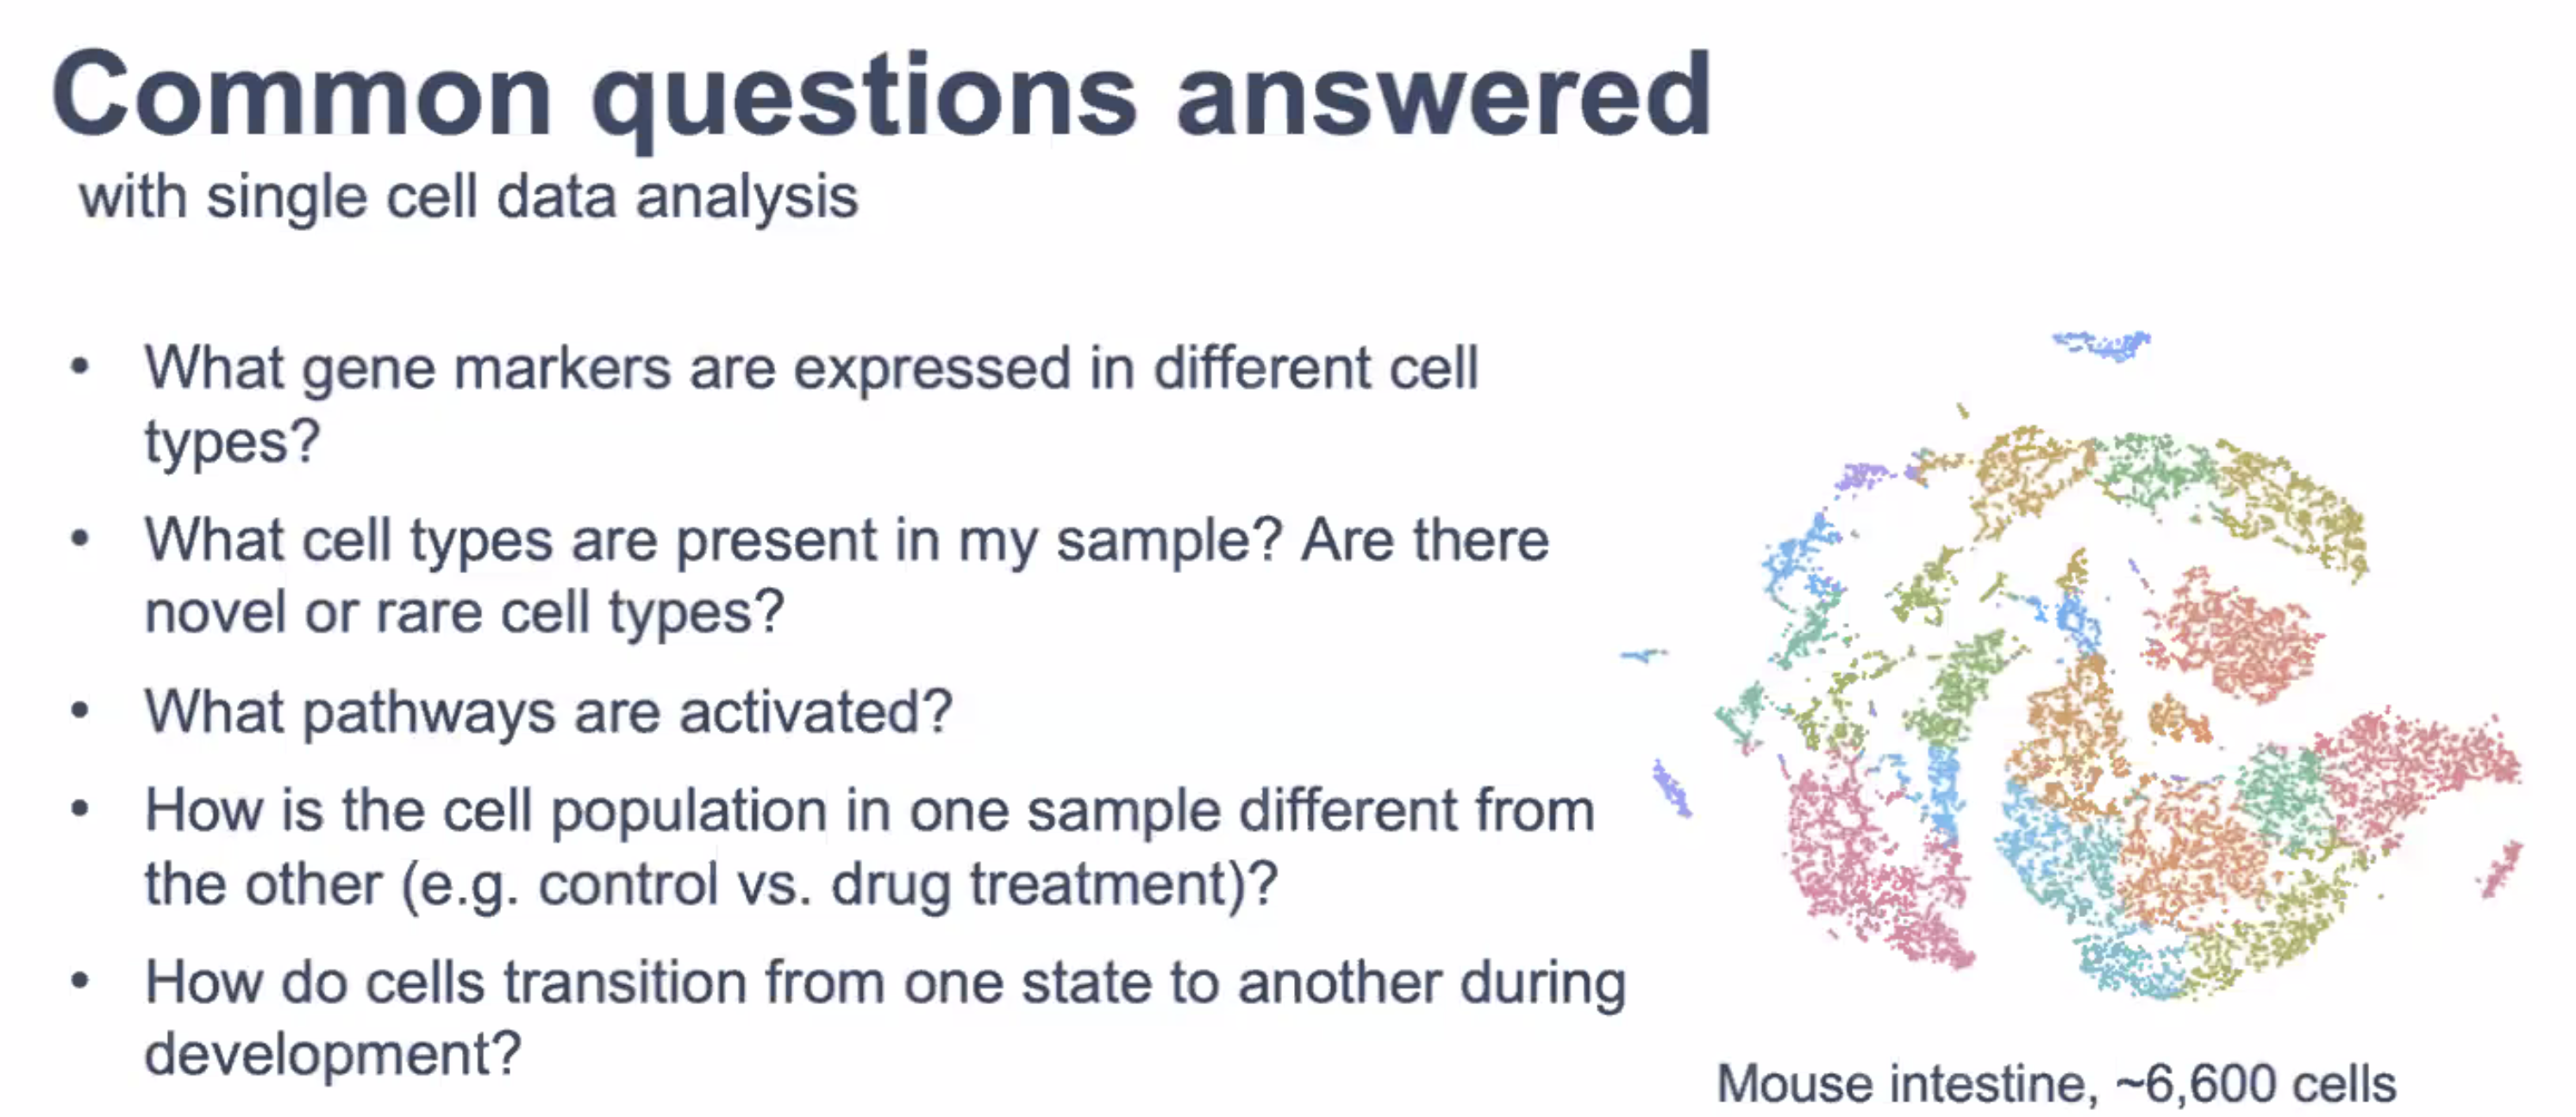 Common questions answered
with single cell data analysis
• What gene markers are expressed in different cell
types?
• What cell types are present in my sample? Are there
novel or rare cell types?
• What pathways are activated?
• How is the cell population in one sample different from
the other (e.g. control vs. drug treatment)?
• How do cells transition from one state to another during
development?
Mouse intestine, ~6,600 cells